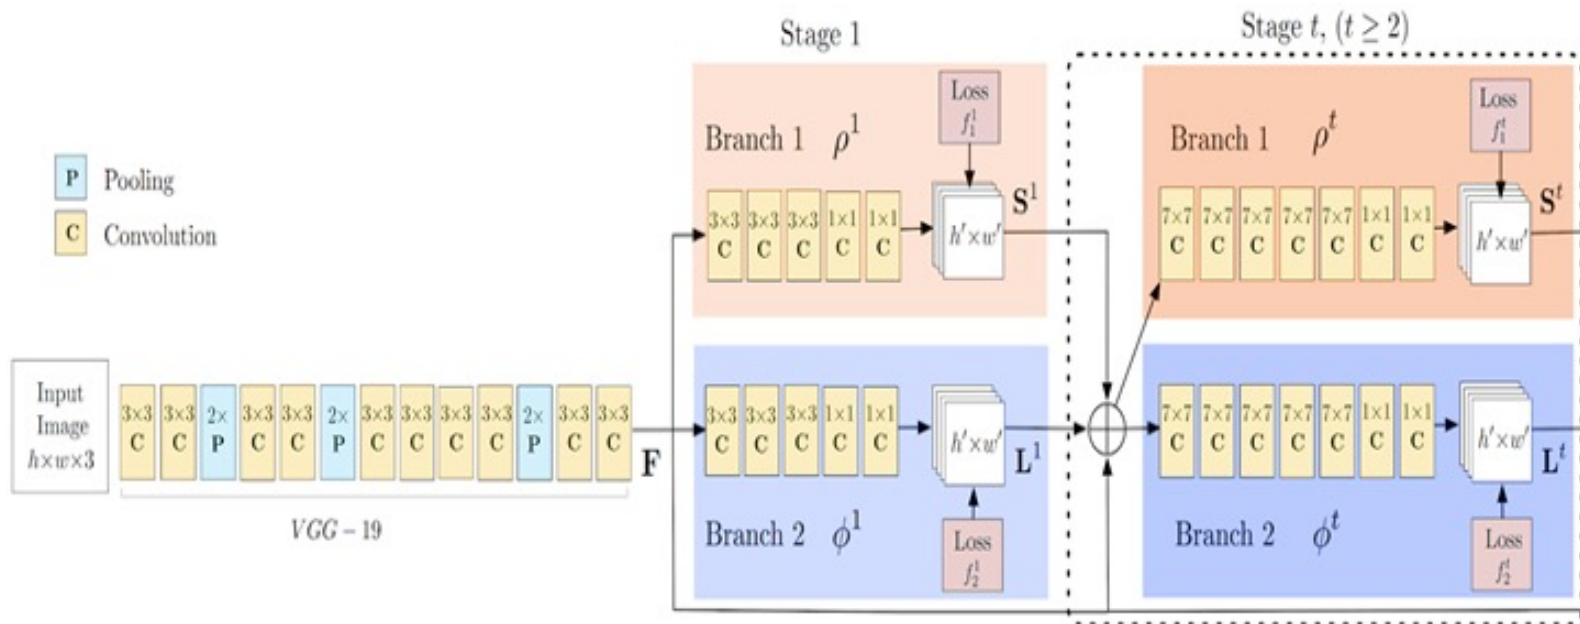 Stage 1
Stage t, (t ≥ 2)
P Pooling
C Convolution
Input
Image
h×w×3
3×3 C
3×3 C
2× P
3×3 C
3×3 C
2× P
3×3 C
3×3 C
3×3 C
3×3 C
2× P
3×3 C
3×3 C
F
VGG − 19
Branch 1 ρ¹
Loss
f₁¹
3×3 C
3×3 C
3×3 C
1×1 C
1×1 C
h′×w′
S¹
3×3 C
3×3 C
3×3 C
1×1 C
1×1 C
h′×w′
L¹
Branch 2 ϕ¹
Loss
f₂¹
Branch 1 ρᵗ
Loss
f₁ᵗ
7×7 C
7×7 C
7×7 C
7×7 C
7×7 C
1×1 C
1×1 C
h′×w′
Sᵗ
7×7 C
7×7 C
7×7 C
7×7 C
7×7 C
1×1 C
1×1 C
h′×w′
Lᵗ
Branch 2 ϕᵗ
Loss
f₂ᵗ